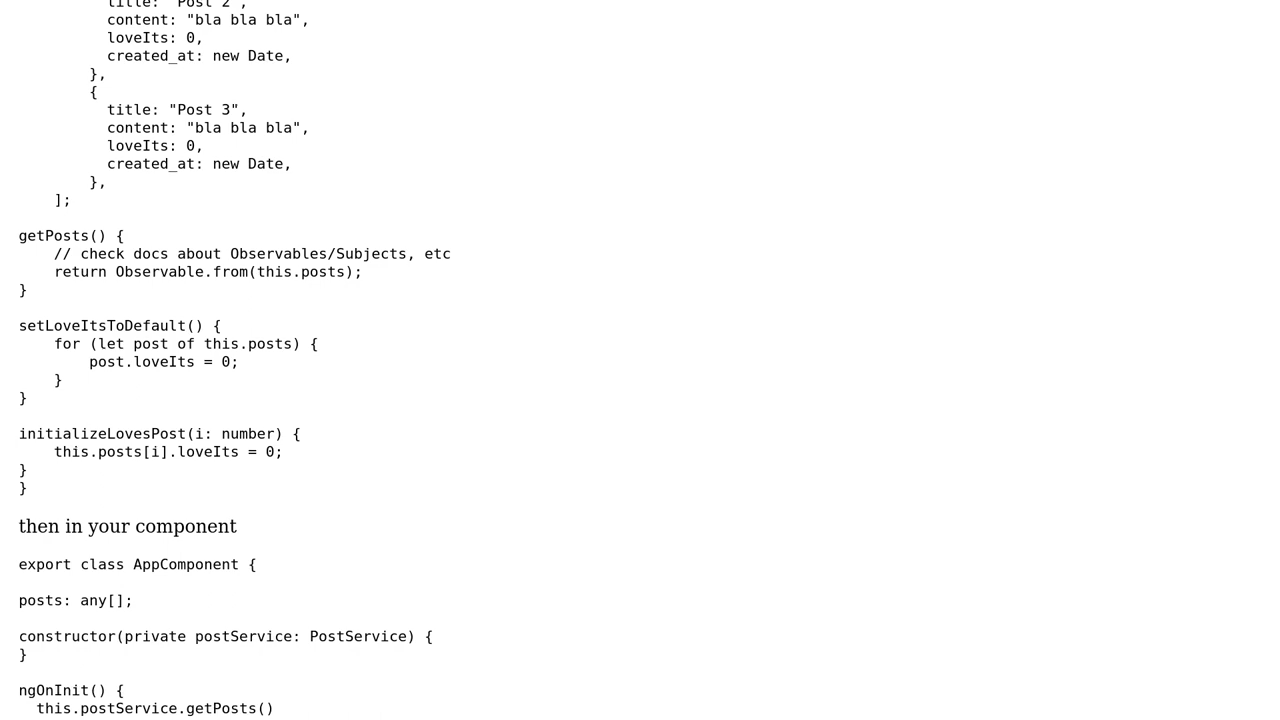 title: "Post 2",
content: "bla bla bla",
loveIts: 0,
created_at: new Date,
},
{
title: "Post 3",
content: "bla bla bla",
loveIts: 0,
created_at: new Date,
},
];
getPosts() {
// check docs about Observables/Subjects, etc
return Observable.from(this.posts);
}
setLoveItsToDefault() {
for (let post of this.posts) {
post.loveIts = 0;
}
}
initializeLovesPost(i: number) {
this.posts[i].loveIts = 0;
}
}
then in your component
export class AppComponent {
posts: any[];
constructor(private postService: PostService) {
}
ngOnInit() {
this.postService.getPosts()